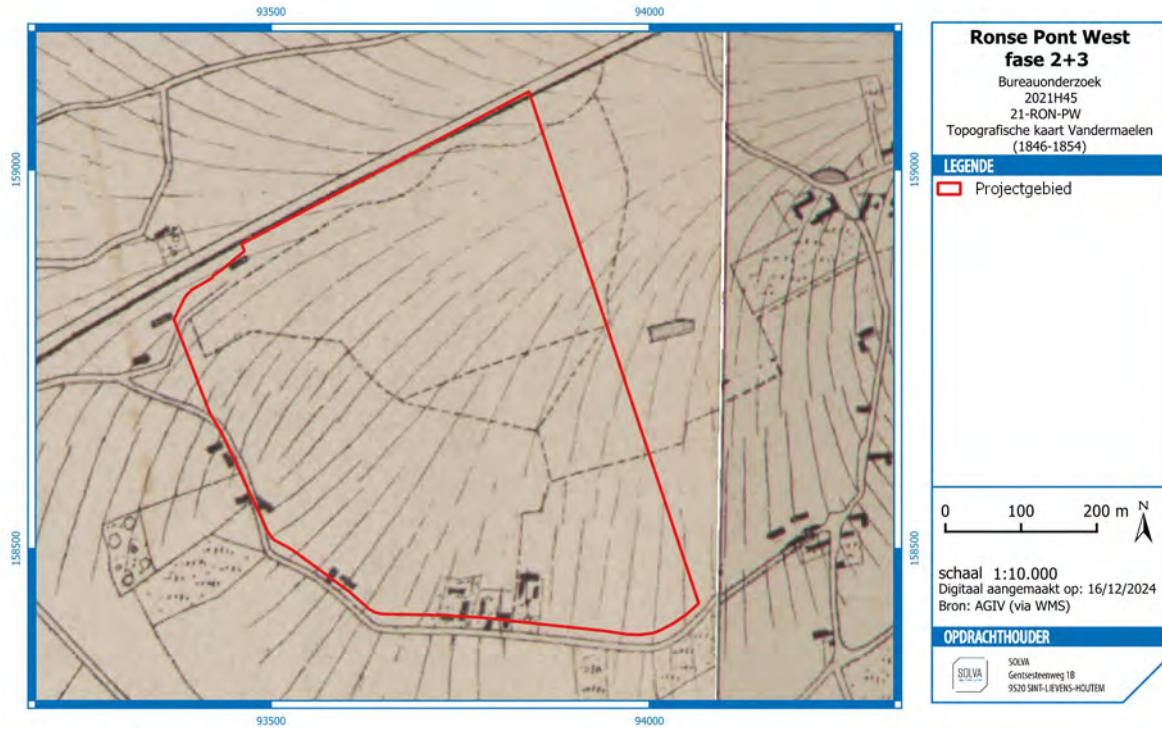 93500
94000
159000
159000
158500
158500
93500
94000
Ronse Pont West
fase 2+3
Bureauonderzoek
2021H45
21-RON-PW
Topografische kaart Vandermaelen
(1846-1854)
LEGENDE
Projectgebied
0 100 200 m
N
schaal 1:10.000
Digitaal aangemaakt op: 16/12/2024
Bron: AGIV (via WMS)
OPDRACHTHOUDER
SOLVA
SOLVA
Gentsesteenweg 1B
9520 SINT-LIEVENS-HOUTEM